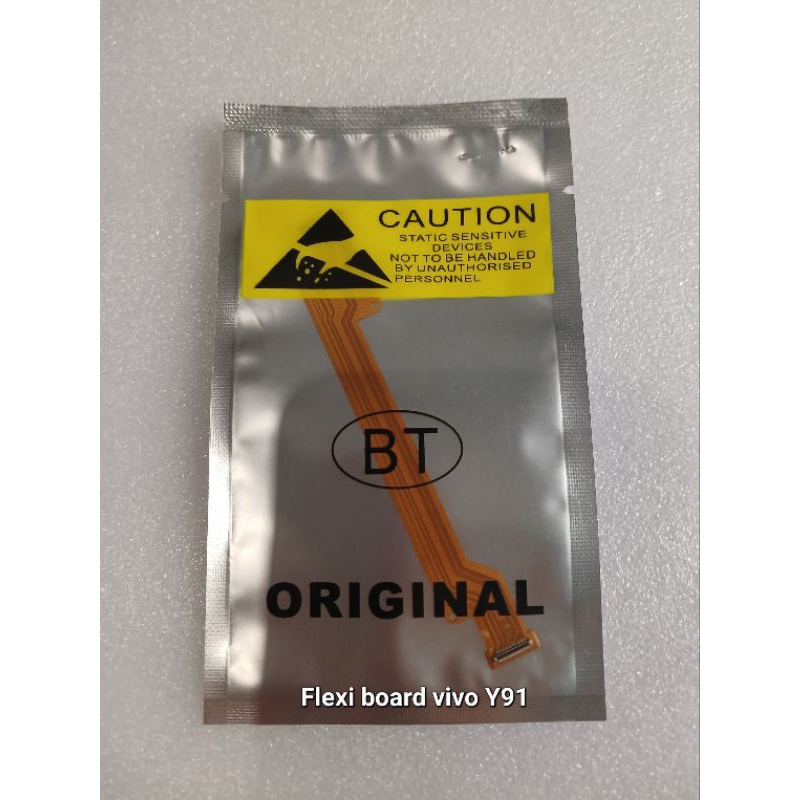 CAUTION
STATIC SENSITIVE
DEVICES
NOT TO BE HANDLED
BY UNAUTHORISED
PERSONNEL
BT
ORIGINAL
Flexi board vivo Y91